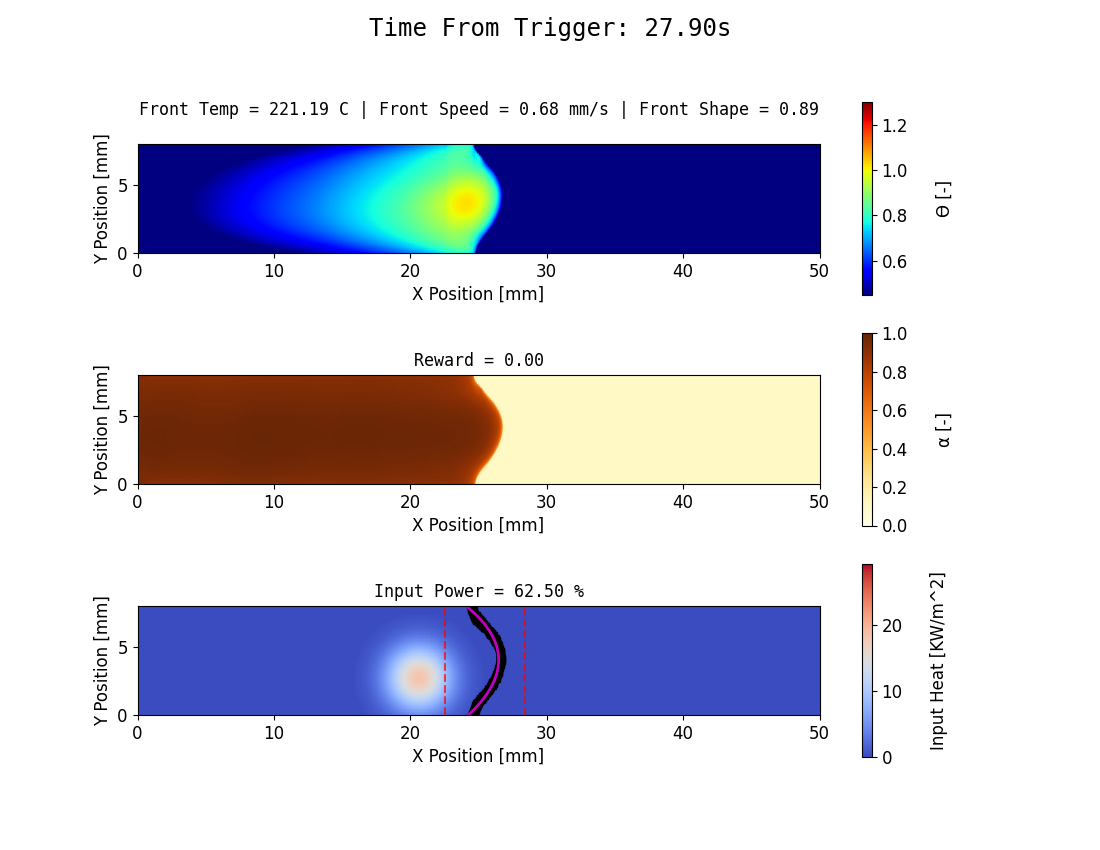 Time From Trigger: 27.90s
Front Temp = 221.19 C | Front Speed = 0.68 mm/s | Front Shape = 0.89
Y Position [mm]
5
0
0 10 20 30 40 50
X Position [mm]
1.2
1.0
0.8
0.6
Θ [-]
Reward = 0.00
Y Position [mm]
5
0
0 10 20 30 40 50
X Position [mm]
1.0
0.8
0.6
0.4
0.2
0.0
α [-]
Input Power = 62.50 %
Y Position [mm]
5
0
0 10 20 30 40 50
X Position [mm]
20
10
0
Input Heat [KW/m^2]